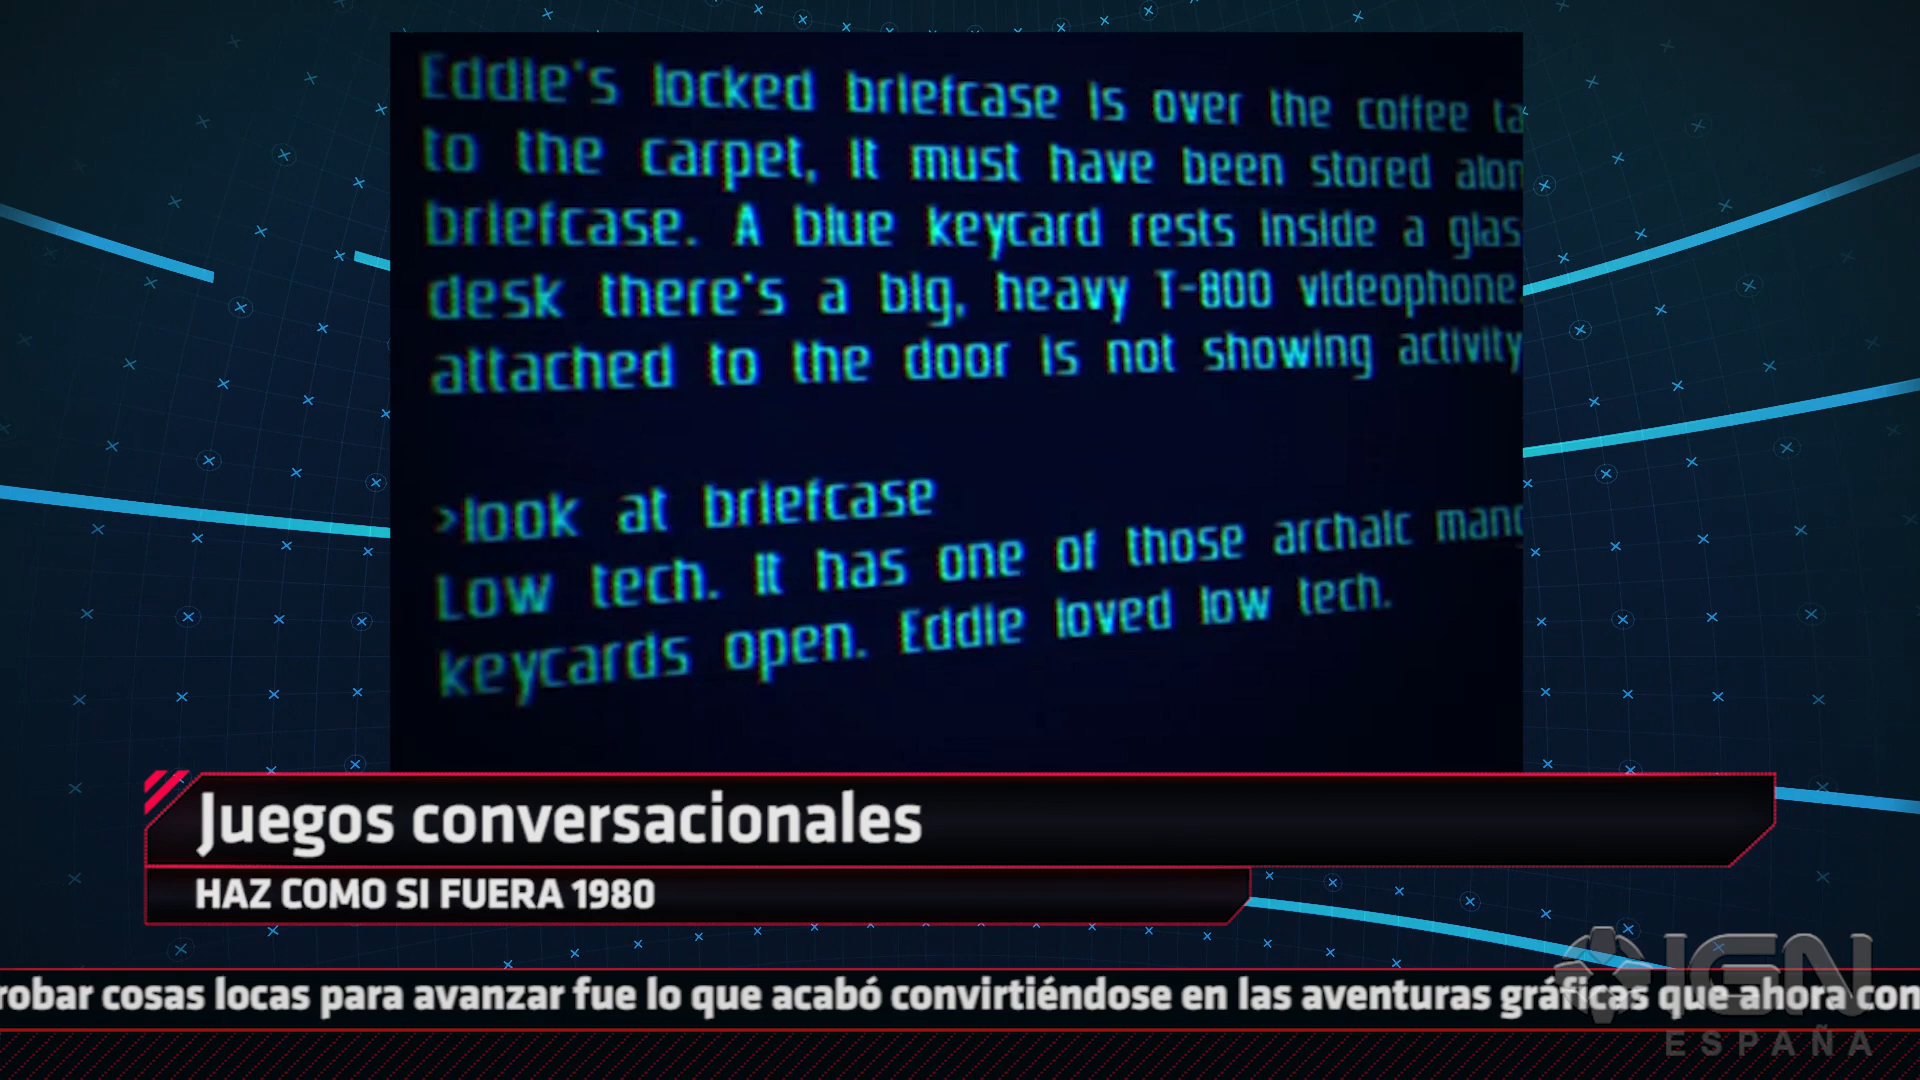 Eddie's locked briefcase is over the coffee
to the carpet, it must have been stored
briefcase. A blue keycard rests inside a
desk there's a big, heavy T-800 videophone.
attached to the door is not showing activity
>look at briefcase
Low tech. It has one of those archaic
keycards open. Eddie loved low tech.
Juegos conversacionales
HAZ COMO SI FUERA 1980
robar cosas locas para avanzar fue lo que acabó convirtiéndose en las aventuras gráficas que ahora con
IGN
ESPAÑA